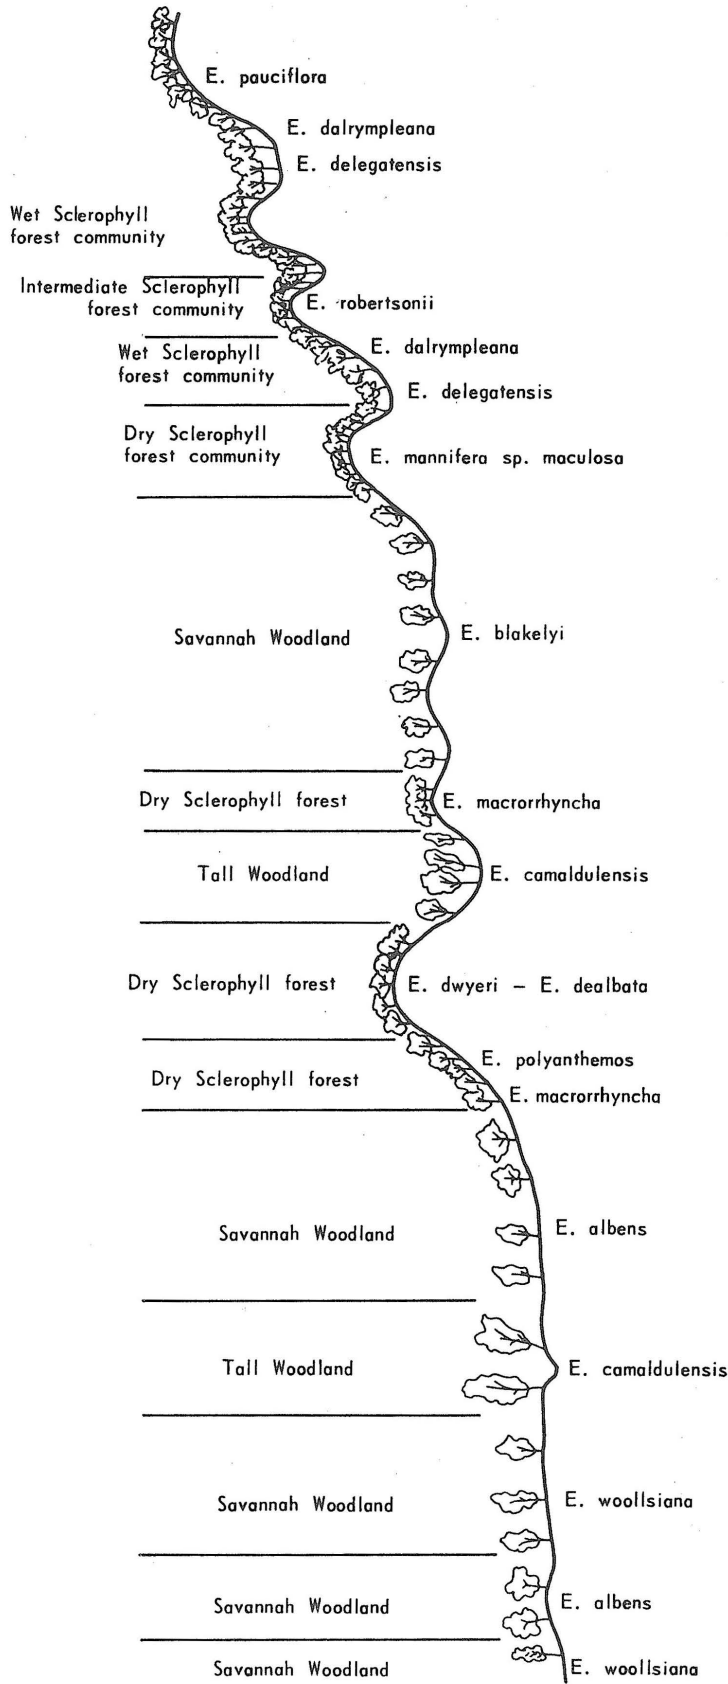 E. pauciflora
E. dalrympleana
E. delegatensis
Wet Sclerophyll
forest community
Intermediate Sclerophyll
forest community
E. robertsonii
Wet Sclerophyll
forest community
E. dalrympleana
E. delegatensis
Dry Sclerophyll
forest community
E. mannifera sp. maculosa
Savannah Woodland
E. blakelyi
Dry Sclerophyll forest
E. macrorrhyncha
Tall Woodland
E. camaldulensis
Dry Sclerophyll forest
E. dwyeri – E. dealbata
E. polyanthemos
Dry Sclerophyll forest
E. macrorrhyncha
Savannah Woodland
E. albens
Tall Woodland
E. camaldulensis
Savannah Woodland
E. woollsiana
Savannah Woodland
E. albens
Savannah Woodland
E. woollsiana